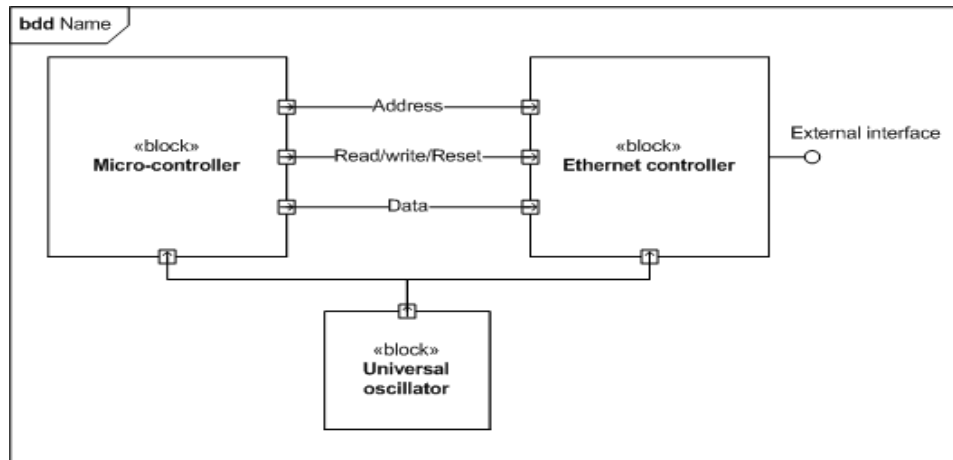 bdd Name
«block»
Micro-controller
Address
Read/write/Reset
Data
«block»
Ethernet controller
External interface
«block»
Universal
oscillator